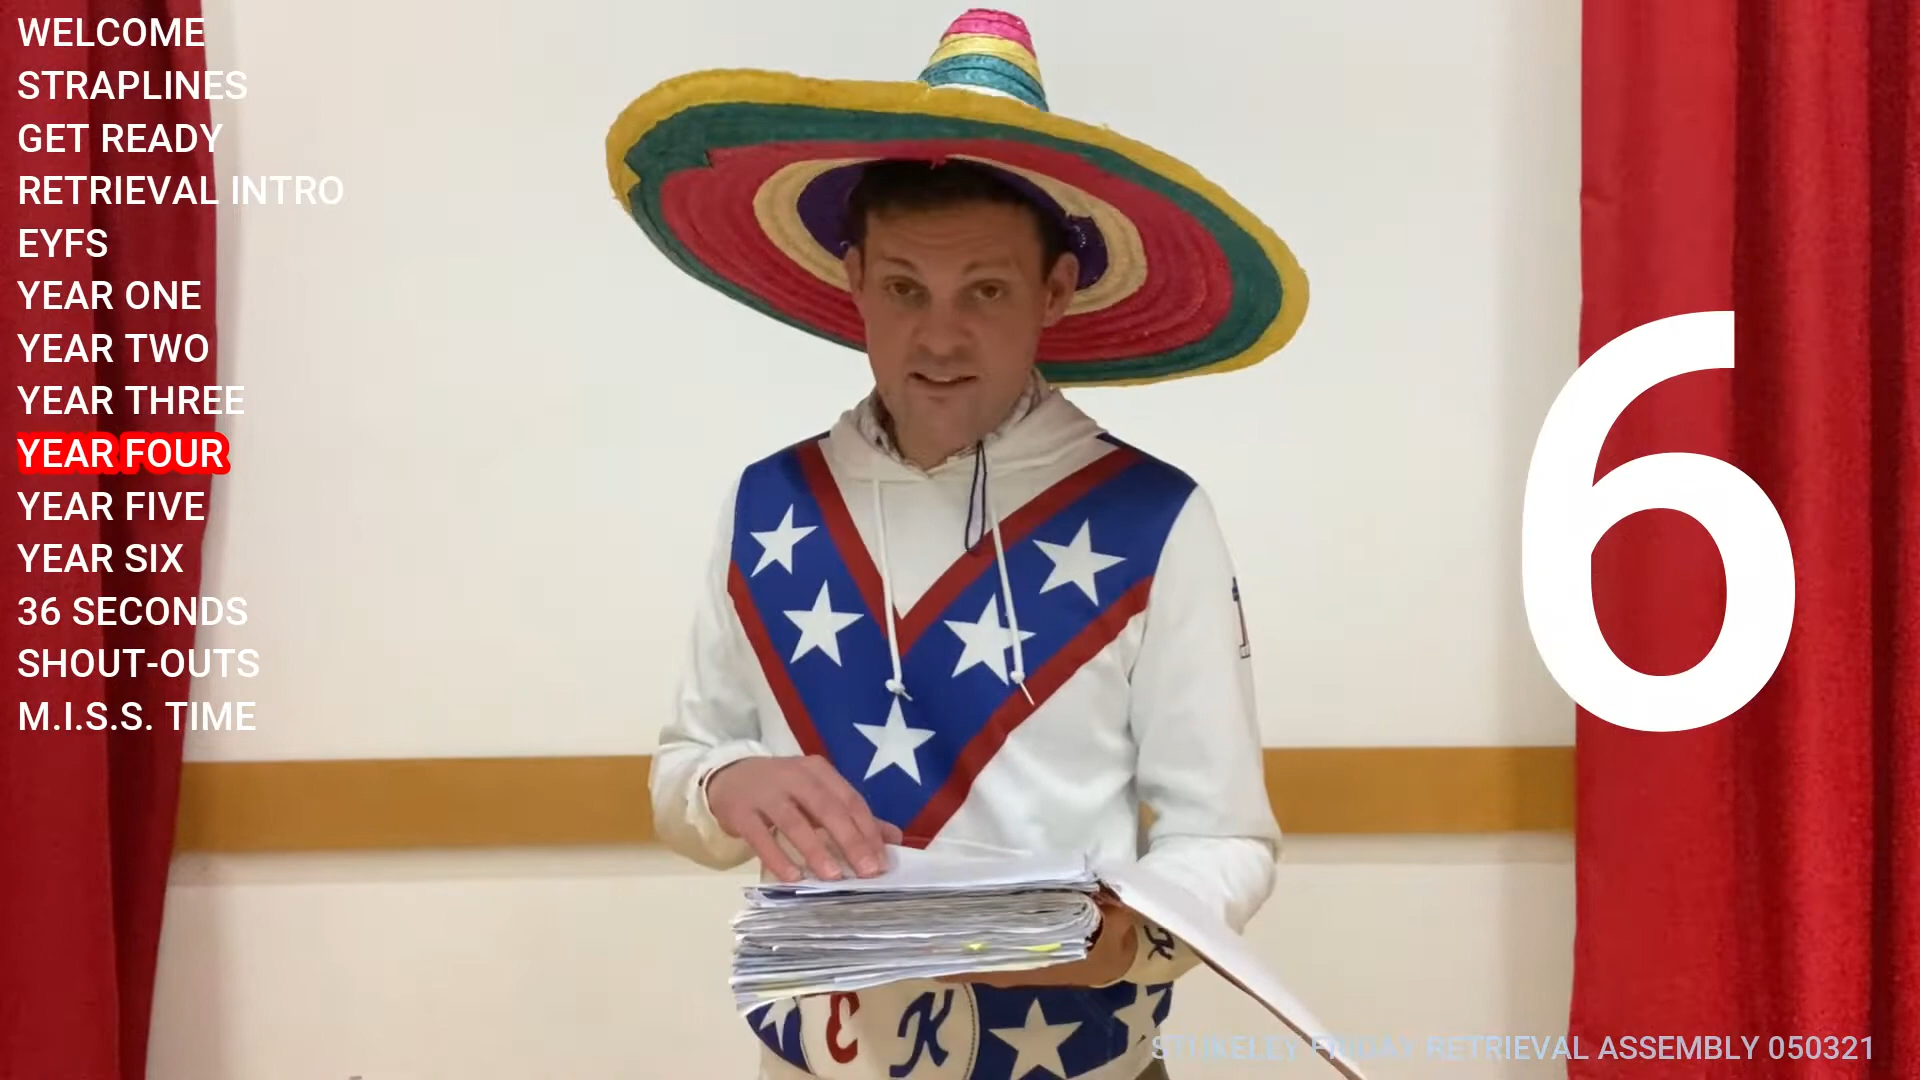 WELCOME
STRAPLINES
GET READY
RETRIEVAL INTRO
EYFS
YEAR ONE
YEAR TWO
YEAR THREE
YEAR FOUR
YEAR FIVE
YEAR SIX
36 SECONDS
SHOUT-OUTS
M.I.S.S. TIME
6
1
K
E K
STUKELEY FRIDAY RETRIEVAL ASSEMBLY 050321